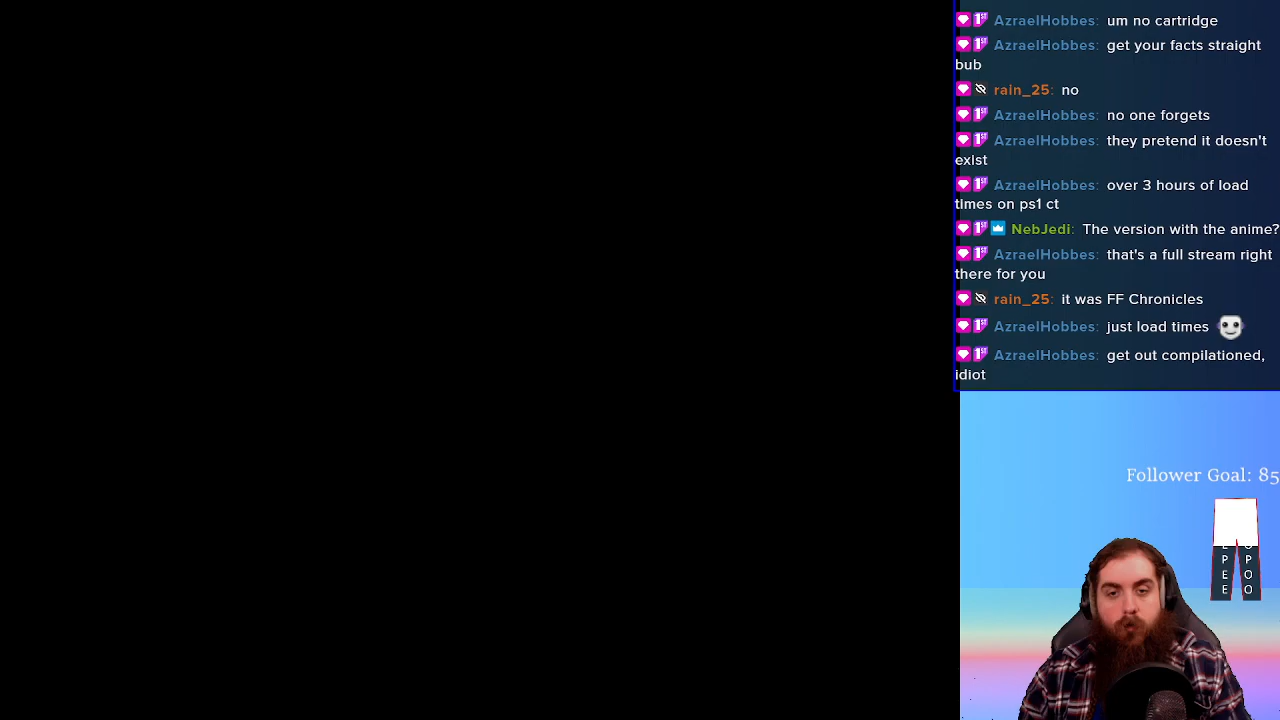 AzraelHobbes: um no cartridge
AzraelHobbes: get your facts straight
bub
rain_25: no
AzraelHobbes: no one forgets
AzraelHobbes: they pretend it doesn't
exist
AzraelHobbes: over 3 hours of load
times on ps1 ct
NebJedi: The version with the anime?
AzraelHobbes: that's a full stream right
there for you
rain_25: it was FF Chronicles
AzraelHobbes: just load times
AzraelHobbes: get out compilationed,
idiot
Follower Goal: 85
P P
E O
E O